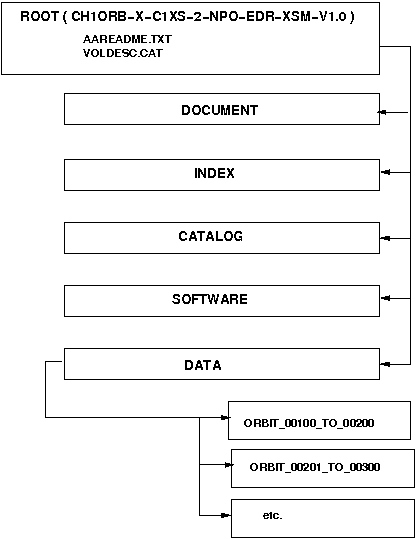 ROOT ( CH1ORB-X-C1XS-2-NPO-EDR-XSM-V1.0 )
AAREADME.TXT
VOLDESC.CAT
DOCUMENT
INDEX
CATALOG
SOFTWARE
DATA
ORBIT_00100_TO_00200
ORBIT_00201_TO_00300
etc.